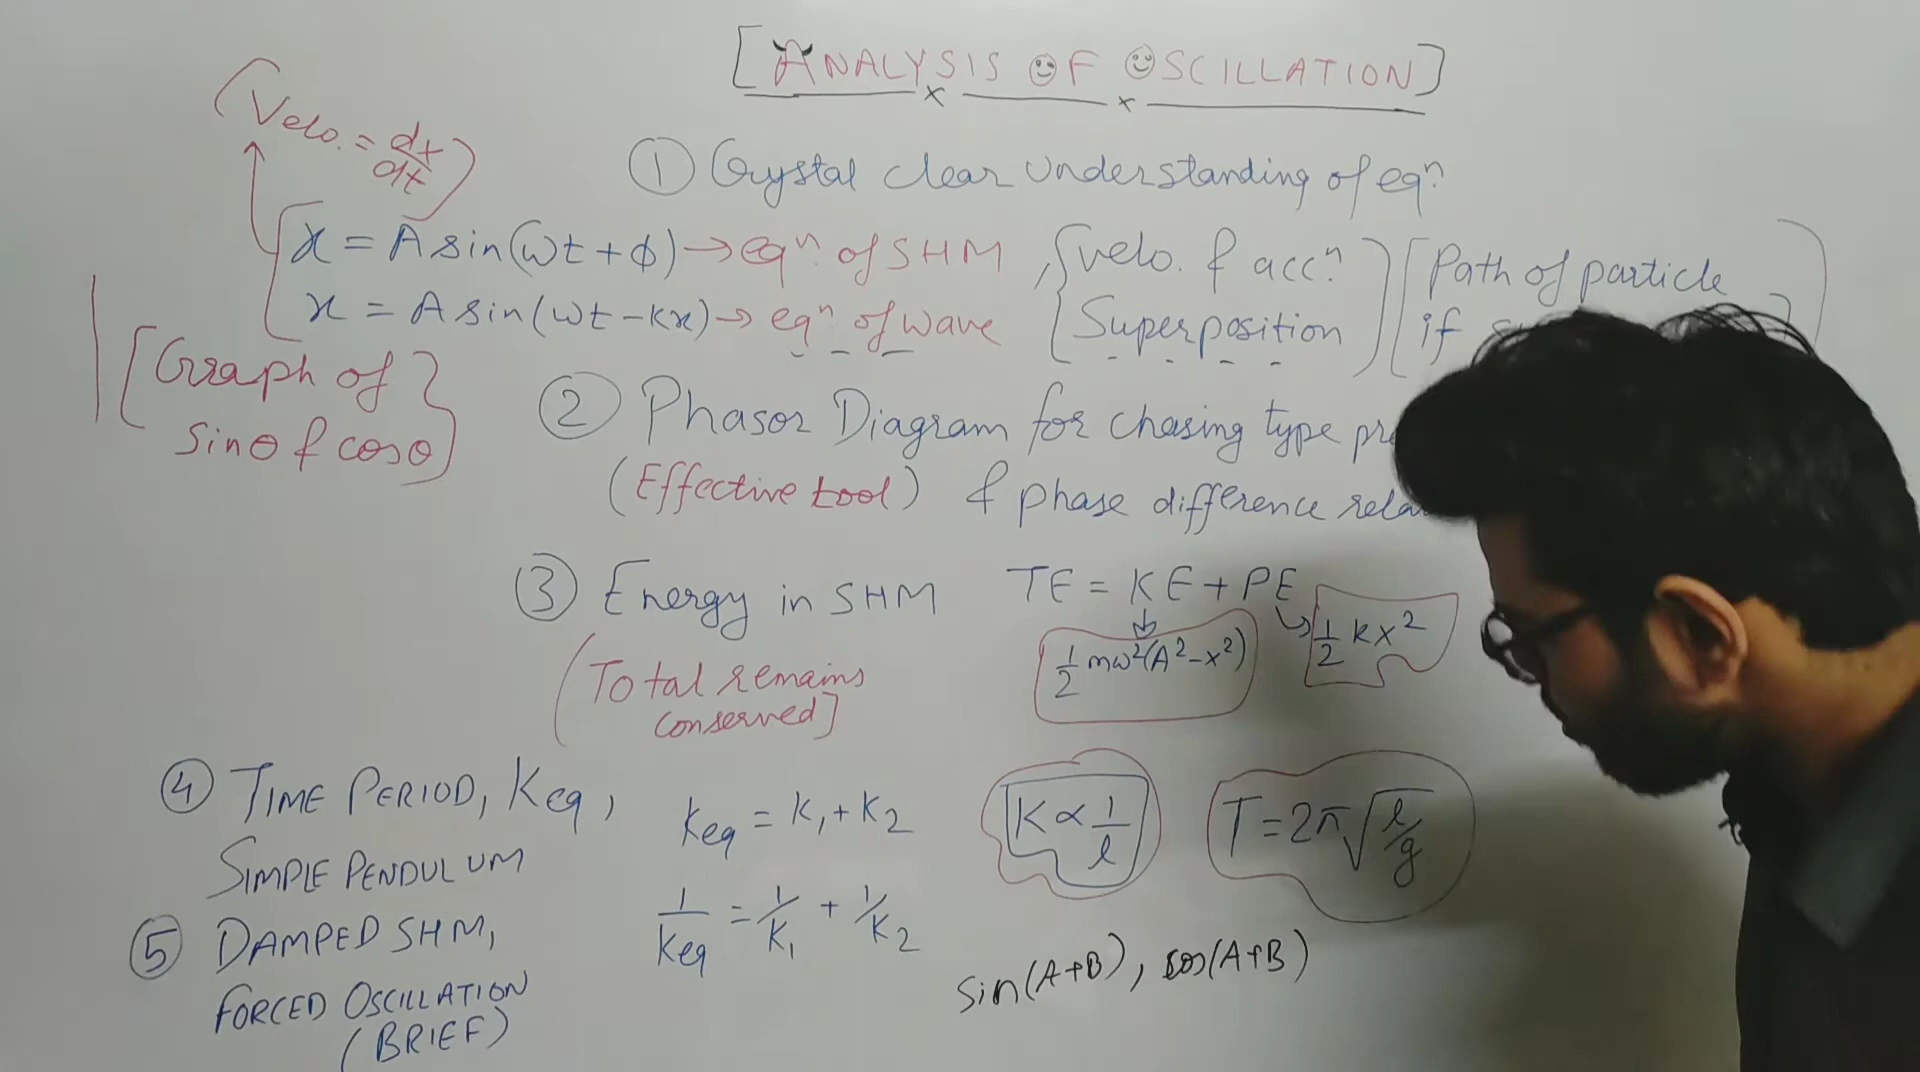 [ANALYSIS OF OSCILLATION]
(Velo. = dx/dt)
① Crystal clear understanding of eqⁿ.
x = A sin(ωt + ϕ) → eqⁿ. of SHM, {velo. & accⁿ.
x = A sin(ωt - kx) → eqⁿ of wave {Superposition
[Path of particle
if
[Graph of
sinθ & cosθ]
② Phasor Diagram for chasing type
(Effective tool) & phase difference
③ Energy in SHM TE = KE + PE
½ mω²(A² - x²) ½ kx²
(Total remains
conserved]
④ TIME PERIOD, Keq,
SIMPLE PENDULUM
Keq = K₁ + K₂ K ∝ 1/l T = 2π√(l/g)
1/Keq = 1/K₁ + 1/K₂
⑤ DAMPED SHM,
FORCED OSCILLATION
(BRIEF)
sin(A+B), cos(A+B)